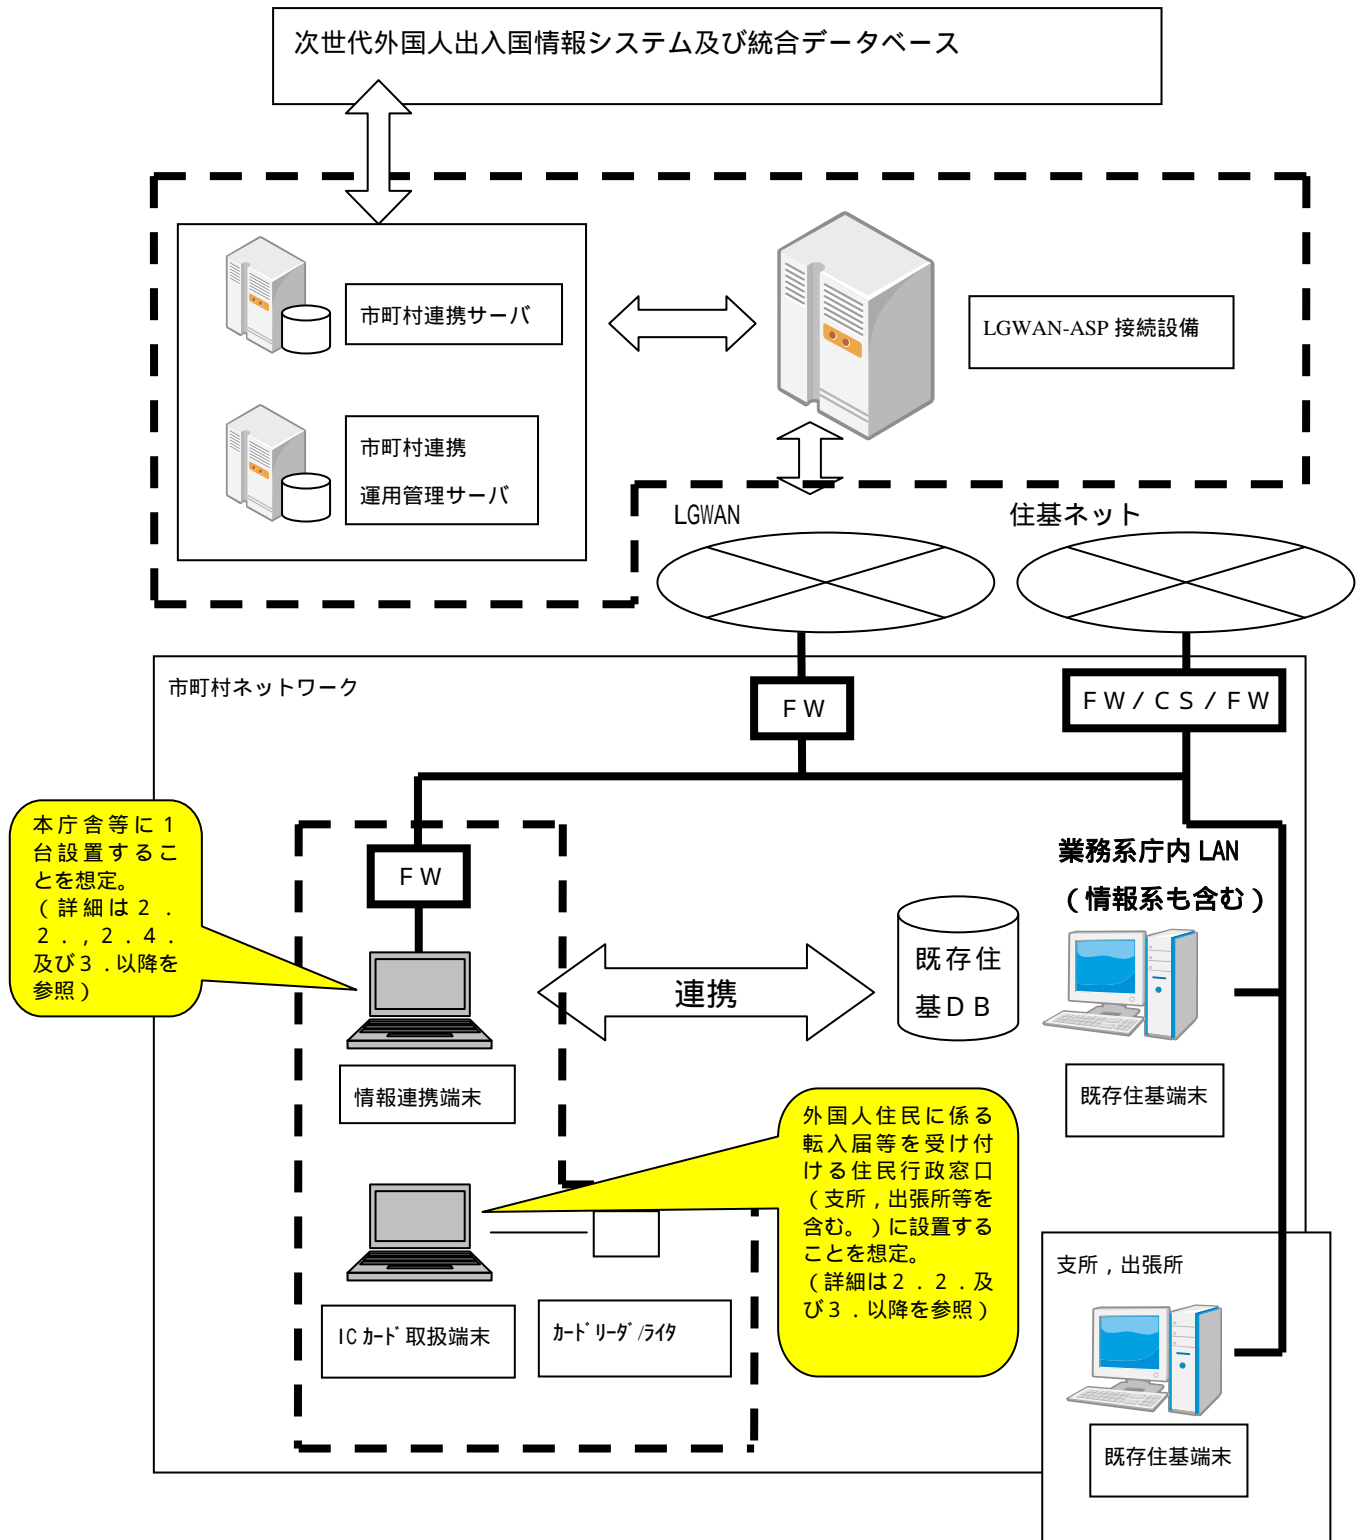 次世代外国人出入国情報システム及び統合データベース
市町村連携サーバ
LGWAN-ASP 接続設備
市町村連携
運用管理サーバ
LGWAN
住基ネット
市町村ネットワーク
ＦＷ
ＦＷ／ＣＳ／ＦＷ
本庁舎等に１
台設置するこ
とを想定。
（詳細は２．
２．，２．４．
及び３．以降を
参照）
ＦＷ
業務系庁内 LAN
（情報系も含む）
連携
既存住
基ＤＢ
情報連携端末
既存住基端末
外国人住民に係る
転入届等を受け付
ける住民行政窓口
（支所，出張所等を
含む。）に設置する
ことを想定。
（詳細は２．２．及
び３．以降を参照）
支所，出張所
IC ｶｰﾄﾞ取扱端末
ｶｰﾄﾞﾘｰﾀﾞ/ﾗｲﾀ
既存住基端末